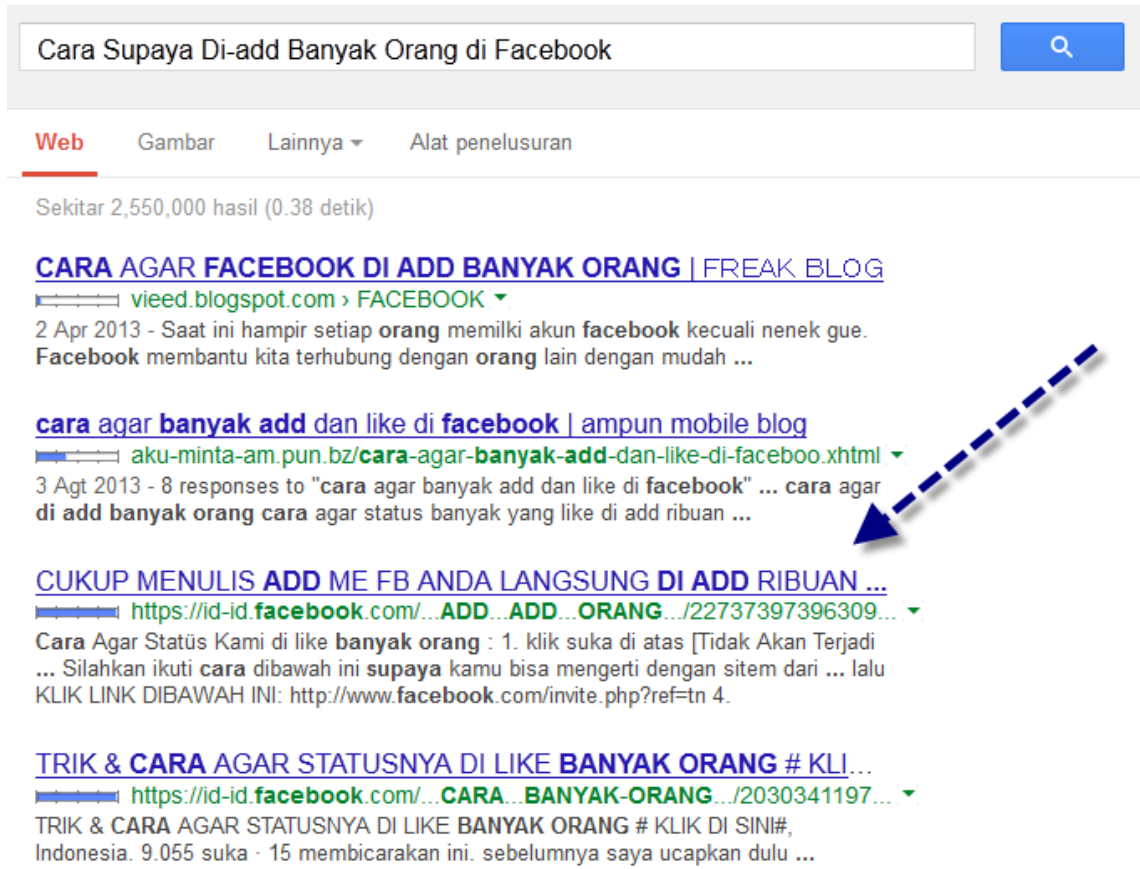 Cara Supaya Di-add Banyak Orang di Facebook
Web Gambar Lainnya Alat penelusuran
Sekitar 2,550,000 hasil (0.38 detik)
CARA AGAR FACEBOOK DI ADD BANYAK ORANG | FREAK BLOG
vieed.blogspot.com › FACEBOOK
2 Apr 2013 - Saat ini hampir setiap orang memilki akun facebook kecuali nenek gue.
Facebook membantu kita terhubung dengan orang lain dengan mudah ...
cara agar banyak add dan like di facebook | ampun mobile blog
aku-minta-am.pun.bz/cara-agar-banyak-add-dan-like-di-faceboo.xhtml
3 Agt 2013 - 8 responses to "cara agar banyak add dan like di facebook" ... cara agar
di add banyak orang cara agar status banyak yang like di add ribuan ...
CUKUP MENULIS ADD ME FB ANDA LANGSUNG DI ADD RIBUAN ...
https://id-id.facebook.com/...ADD...ADD...ORANG.../22737397396309...
Cara Agar Statüs Kami di like banyak orang : 1. klik suka di atas [Tidak Akan Terjadi
... Silahkan ikuti cara dibawah ini supaya kamu bisa mengerti dengan sitem dari ... lalu
KLIK LINK DIBAWAH INI: http://www.facebook.com/invite.php?ref=tn 4.
TRIK & CARA AGAR STATUSNYA DI LIKE BANYAK ORANG # KLI...
https://id-id.facebook.com/...CARA...BANYAK-ORANG.../2030341197...
TRIK & CARA AGAR STATUSNYA DI LIKE BANYAK ORANG # KLIK DI SINI#,
Indonesia. 9.055 suka · 15 membicarakan ini. sebelumnya saya ucapkan dulu ...